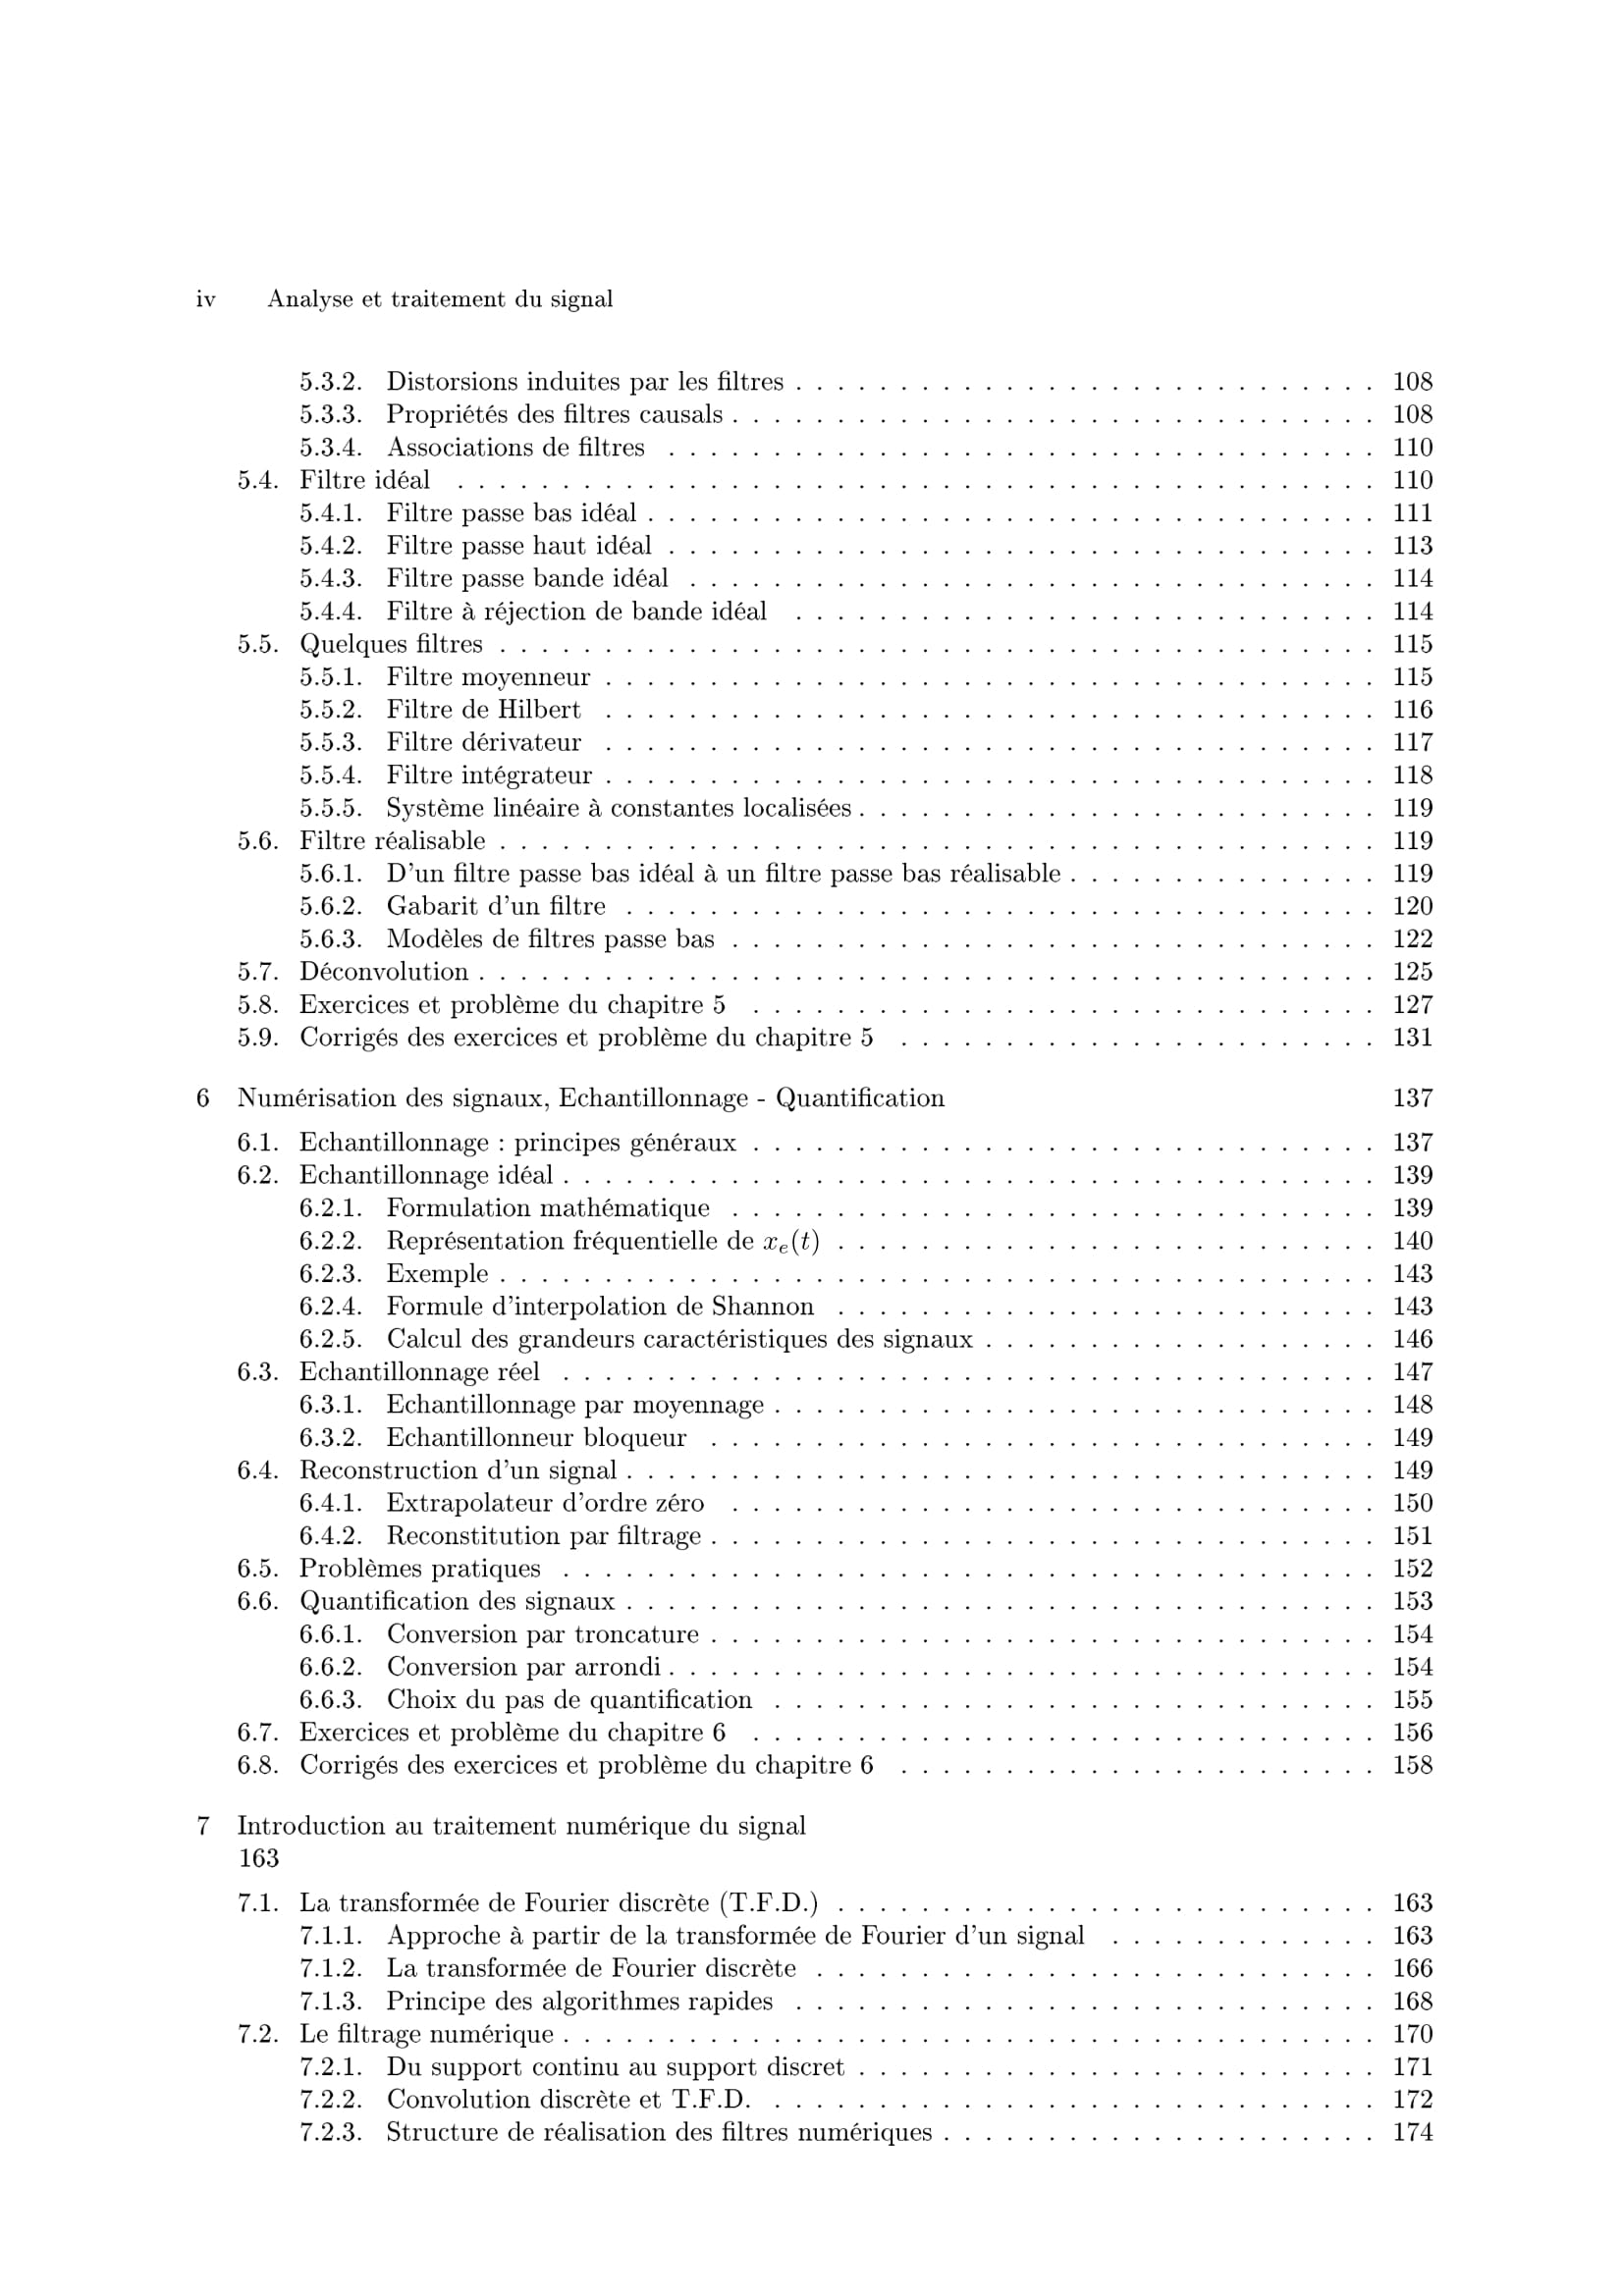 iv Analyse et traitement du signal
5.3.2. Distorsions induites par les filtres . . . . . . . . . . . . . . . . . . . . . . . . . . . . 108
5.3.3. Propriétés des filtres causals . . . . . . . . . . . . . . . . . . . . . . . . . . . . . . . 108
5.3.4. Associations de filtres . . . . . . . . . . . . . . . . . . . . . . . . . . . . . . . . . . 110
5.4. Filtre idéal . . . . . . . . . . . . . . . . . . . . . . . . . . . . . . . . . . . . . . . . . . . . 110
5.4.1. Filtre passe bas idéal . . . . . . . . . . . . . . . . . . . . . . . . . . . . . . . . . . . 111
5.4.2. Filtre passe haut idéal . . . . . . . . . . . . . . . . . . . . . . . . . . . . . . . . . . 113
5.4.3. Filtre passe bande idéal . . . . . . . . . . . . . . . . . . . . . . . . . . . . . . . . . 114
5.4.4. Filtre à réjection de bande idéal . . . . . . . . . . . . . . . . . . . . . . . . . . . . 114
5.5. Quelques filtres . . . . . . . . . . . . . . . . . . . . . . . . . . . . . . . . . . . . . . . . . . 115
5.5.1. Filtre moyenneur . . . . . . . . . . . . . . . . . . . . . . . . . . . . . . . . . . . . . 115
5.5.2. Filtre de Hilbert . . . . . . . . . . . . . . . . . . . . . . . . . . . . . . . . . . . . . 116
5.5.3. Filtre dérivateur . . . . . . . . . . . . . . . . . . . . . . . . . . . . . . . . . . . . . 117
5.5.4. Filtre intégrateur . . . . . . . . . . . . . . . . . . . . . . . . . . . . . . . . . . . . . 118
5.5.5. Système linéaire à constantes localisées . . . . . . . . . . . . . . . . . . . . . . . . . 119
5.6. Filtre réalisable . . . . . . . . . . . . . . . . . . . . . . . . . . . . . . . . . . . . . . . . . . 119
5.6.1. D'un filtre passe bas idéal à un filtre passe bas réalisable . . . . . . . . . . . . . . . 119
5.6.2. Gabarit d'un filtre . . . . . . . . . . . . . . . . . . . . . . . . . . . . . . . . . . . . 120
5.6.3. Modèles de filtres passe bas . . . . . . . . . . . . . . . . . . . . . . . . . . . . . . . 122
5.7. Déconvolution . . . . . . . . . . . . . . . . . . . . . . . . . . . . . . . . . . . . . . . . . . . 125
5.8. Exercices et problème du chapitre 5 . . . . . . . . . . . . . . . . . . . . . . . . . . . . . . 127
5.9. Corrigés des exercices et problème du chapitre 5 . . . . . . . . . . . . . . . . . . . . . . . 131
6 Numérisation des signaux, Echantillonnage - Quantification 137
6.1. Echantillonnage : principes généraux . . . . . . . . . . . . . . . . . . . . . . . . . . . . . . 137
6.2. Echantillonnage idéal . . . . . . . . . . . . . . . . . . . . . . . . . . . . . . . . . . . . . . . 139
6.2.1. Formulation mathématique . . . . . . . . . . . . . . . . . . . . . . . . . . . . . . . 139
6.2.2. Représentation fréquentielle de xₑ(t) . . . . . . . . . . . . . . . . . . . . . . . . . . 140
6.2.3. Exemple . . . . . . . . . . . . . . . . . . . . . . . . . . . . . . . . . . . . . . . . . . 143
6.2.4. Formule d'interpolation de Shannon . . . . . . . . . . . . . . . . . . . . . . . . . . 143
6.2.5. Calcul des grandeurs caractéristiques des signaux . . . . . . . . . . . . . . . . . . . 146
6.3. Echantillonnage réel . . . . . . . . . . . . . . . . . . . . . . . . . . . . . . . . . . . . . . . 147
6.3.1. Echantillonnage par moyennage . . . . . . . . . . . . . . . . . . . . . . . . . . . . . 148
6.3.2. Echantillonneur bloqueur . . . . . . . . . . . . . . . . . . . . . . . . . . . . . . . . 149
6.4. Reconstruction d'un signal . . . . . . . . . . . . . . . . . . . . . . . . . . . . . . . . . . . . 149
6.4.1. Extrapolateur d'ordre zéro . . . . . . . . . . . . . . . . . . . . . . . . . . . . . . . 150
6.4.2. Reconstitution par filtrage . . . . . . . . . . . . . . . . . . . . . . . . . . . . . . . . 151
6.5. Problèmes pratiques . . . . . . . . . . . . . . . . . . . . . . . . . . . . . . . . . . . . . . . 152
6.6. Quantification des signaux . . . . . . . . . . . . . . . . . . . . . . . . . . . . . . . . . . . . 153
6.6.1. Conversion par troncature . . . . . . . . . . . . . . . . . . . . . . . . . . . . . . . . 154
6.6.2. Conversion par arrondi . . . . . . . . . . . . . . . . . . . . . . . . . . . . . . . . . . 154
6.6.3. Choix du pas de quantification . . . . . . . . . . . . . . . . . . . . . . . . . . . . . 155
6.7. Exercices et problème du chapitre 6 . . . . . . . . . . . . . . . . . . . . . . . . . . . . . . 156
6.8. Corrigés des exercices et problème du chapitre 6 . . . . . . . . . . . . . . . . . . . . . . . 158
7 Introduction au traitement numérique du signal
163
7.1. La transformée de Fourier discrète (T.F.D.) . . . . . . . . . . . . . . . . . . . . . . . . . . 163
7.1.1. Approche à partir de la transformée de Fourier d'un signal . . . . . . . . . . . . . 163
7.1.2. La transformée de Fourier discrète . . . . . . . . . . . . . . . . . . . . . . . . . . . 166
7.1.3. Principe des algorithmes rapides . . . . . . . . . . . . . . . . . . . . . . . . . . . . 168
7.2. Le filtrage numérique . . . . . . . . . . . . . . . . . . . . . . . . . . . . . . . . . . . . . . . 170
7.2.1. Du support continu au support discret . . . . . . . . . . . . . . . . . . . . . . . . . 171
7.2.2. Convolution discrète et T.F.D. . . . . . . . . . . . . . . . . . . . . . . . . . . . . . 172
7.2.3. Structure de réalisation des filtres numériques . . . . . . . . . . . . . . . . . . . . . 174